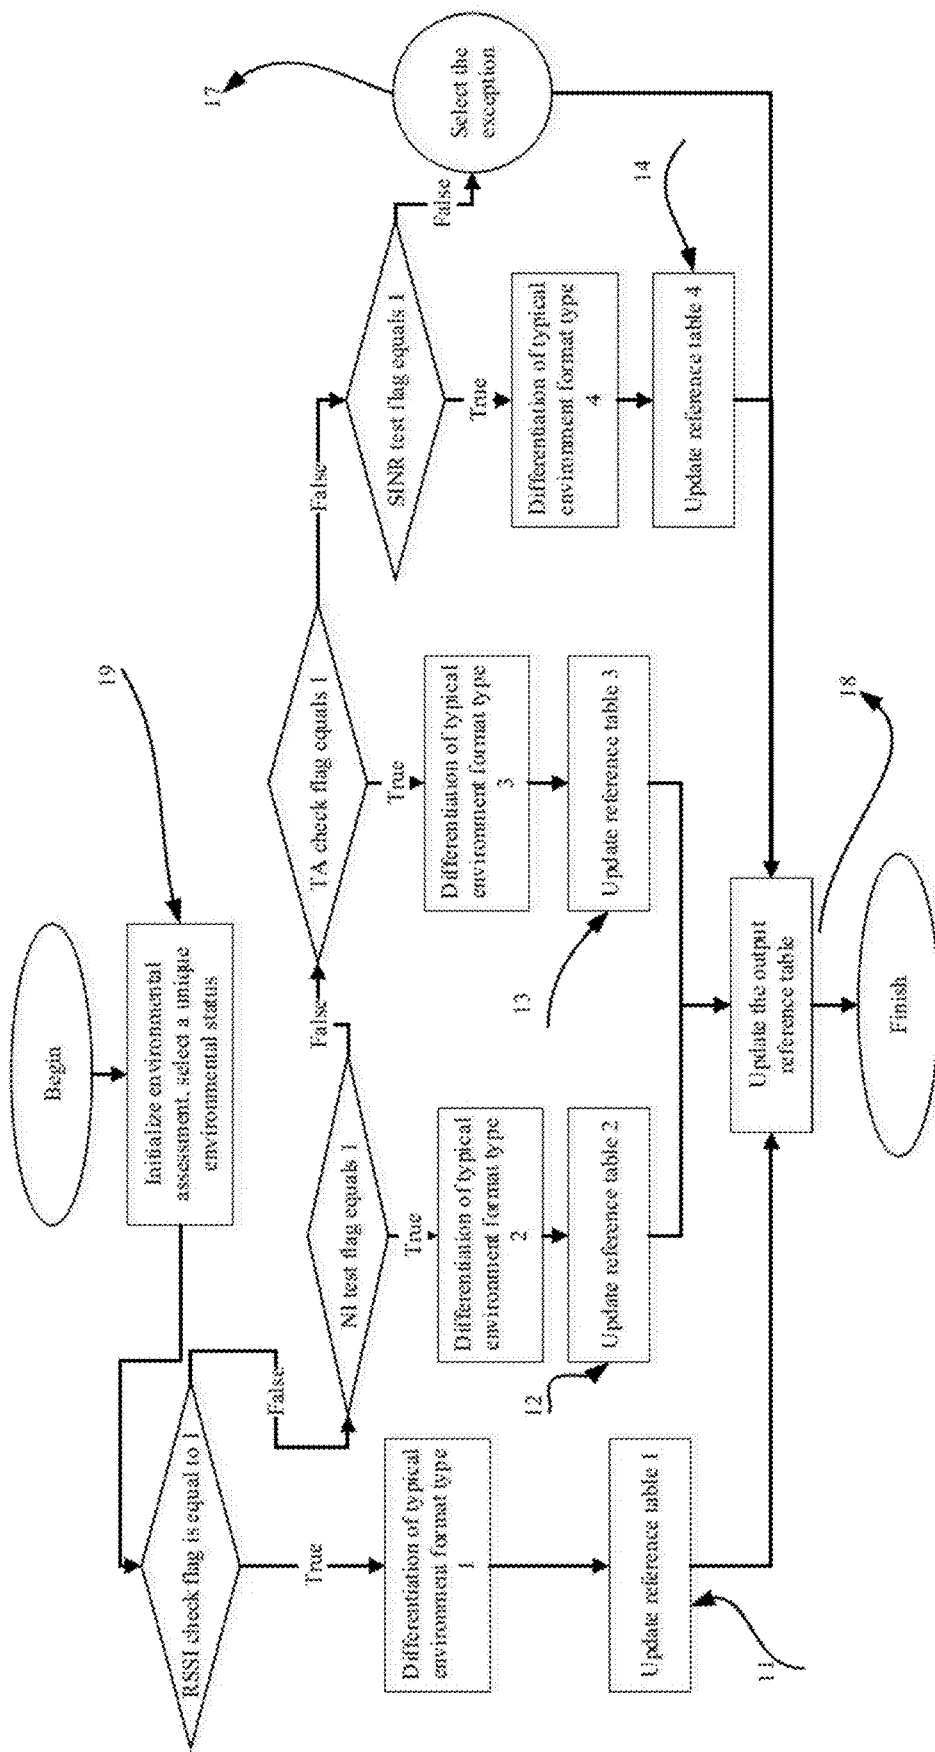 Begin
19
Initialize environmental
assessment, select a unique
environmental status
RSSI check flag is equal to 1
False
True
NI test flag equals 1
False
True
TA check flag equals 1
False
True
SINR test flag equals 1
False
True
Select the
exception
17
Differentiation of typical
environment format type
1
Differentiation of typical
environment format type
2
Differentiation of typical
environment format type
3
Differentiation of typical
environment format type
4
Update reference table 1
11
Update reference table 2
12
Update reference table 3
13
Update reference table 4
14
Update the output
reference table
18
Finish